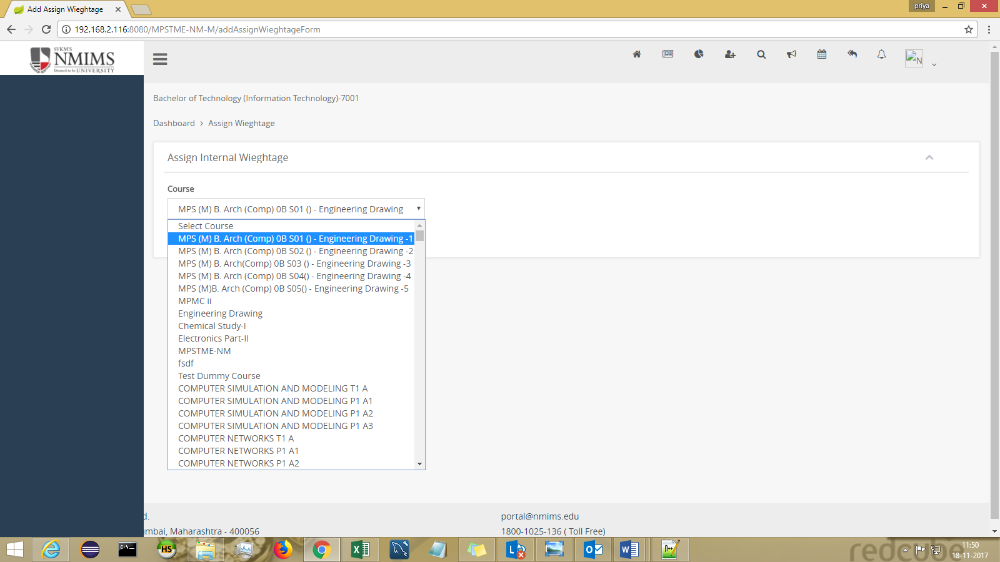 Add Assign Wieghtage
priya
192.168.2.116:8080/MPSTME-NM-M/addAssignWieghtageForm
SVKM'S
NMIMS
Deemed to be UNIVERSITY
N
Bachelor of Technology (Information Technology)-7001
Dashboard > Assign Wieghtage
Assign Internal Wieghtage
Course
MPS (M) B. Arch (Comp) 0B S01 () - Engineering Drawing
Select Course
MPS (M) B. Arch (Comp) 0B S01 () - Engineering Drawing -1
MPS (M) B. Arch (Comp) 0B S02 () - Engineering Drawing -2
MPS (M) B. Arch(Comp) 0B S03 () - Engineering Drawing -3
MPS (M) B. Arch (Comp) 0B S04() - Engineering Drawing -4
MPS (M)B. Arch (Comp) 0B S05() - Engineering Drawing -5
MPMC ii
Engineering Drawing
Chemical Study-I
Electronics Part-II
MPSTME-NM
fsdf
Test Dummy Course
COMPUTER SIMULATION AND MODELING T1 A
COMPUTER SIMULATION AND MODELING P1 A1
COMPUTER SIMULATION AND MODELING P1 A2
COMPUTER SIMULATION AND MODELING P1 A3
COMPUTER NETWORKS T1 A
COMPUTER NETWORKS P1 A1
COMPUTER NETWORKS P1 A2
d.
portal@nmims.edu
mbai, Maharashtra - 400056
1800-1025-136 ( Toll Free)
HS
redcube
11:50
18-11-2017